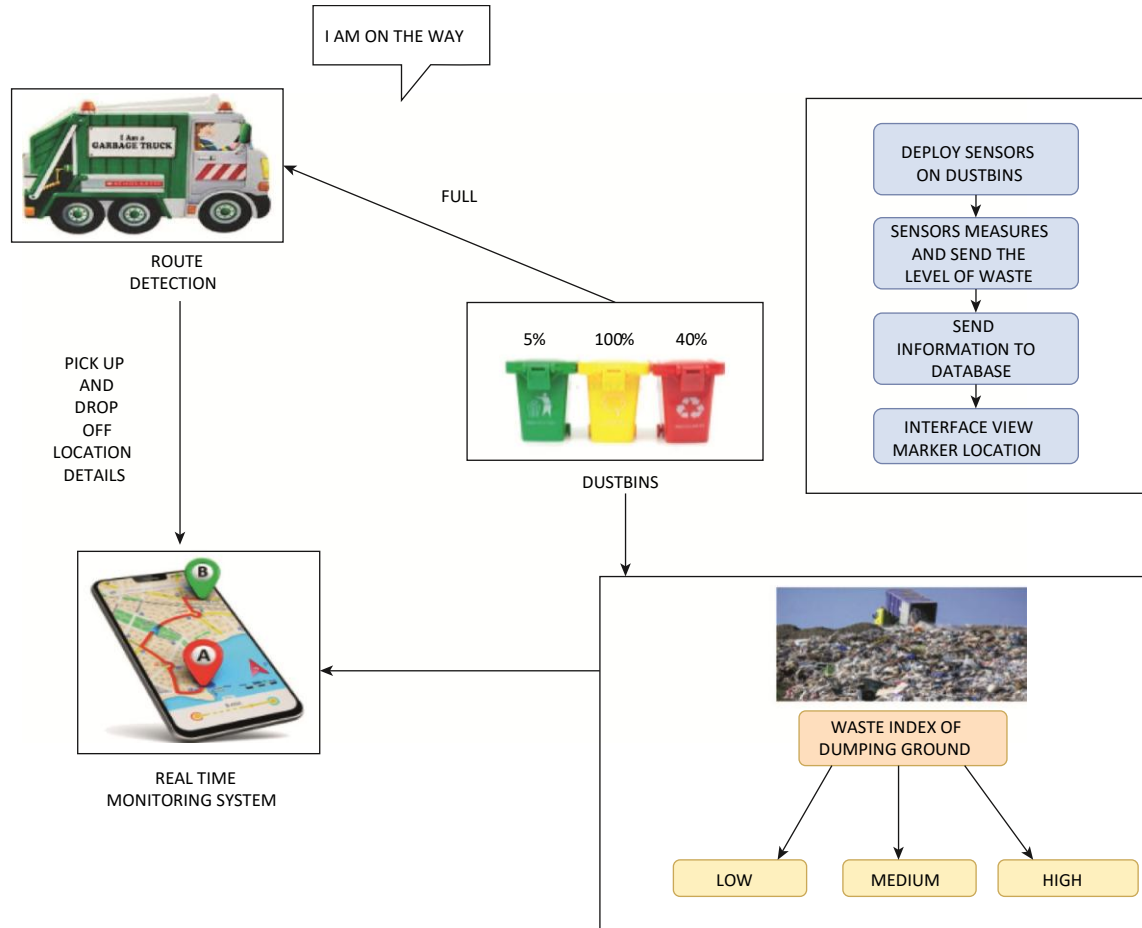 I AM ON THE WAY
I Am a
GARBAGE TRUCK
ROUTE
DETECTION
FULL
PICK UP
AND
DROP
OFF
LOCATION
DETAILS
5%
100%
40%
DUSTBINS
DEPLOY SENSORS
ON DUSTBINS
SENSORS MEASURES
AND SEND THE
LEVEL OF WASTE
SEND
INFORMATION TO
DATABASE
INTERFACE VIEW
MARKER LOCATION
B
A
REAL TIME
MONITORING SYSTEM
WASTE INDEX OF
DUMPING GROUND
LOW
MEDIUM
HIGH